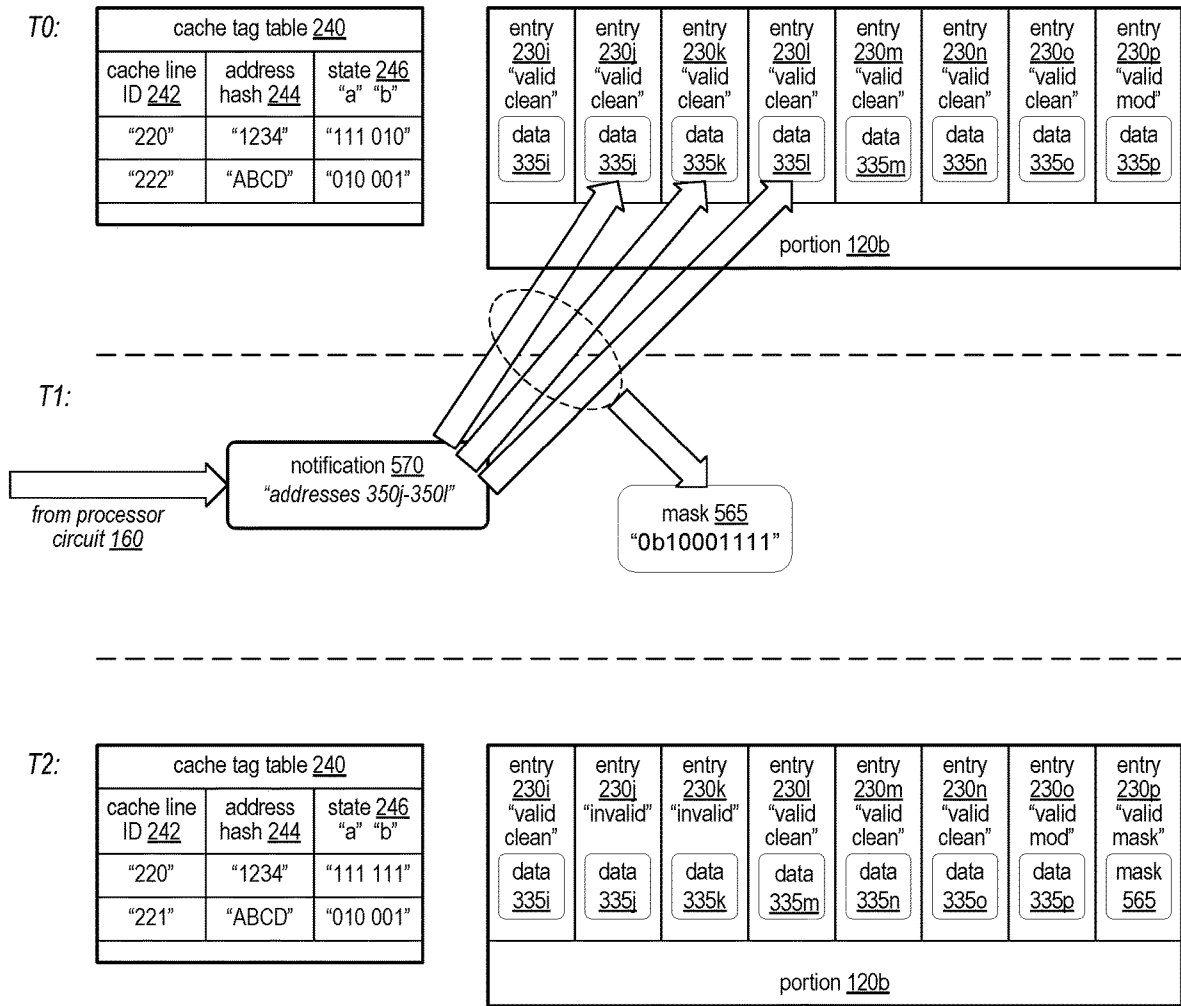 T0:
cache tag table 240
cache line ID 242
address hash 244
state 246 "a" "b"
"220"
"1234"
"111 010"
"222"
"ABCD"
"010 001"
entry 230i "valid clean"
data 335i
entry 230j "valid clean"
data 335j
entry 230k "valid clean"
data 335k
entry 230l "valid clean"
data 335l
entry 230m "valid clean"
data 335m
entry 230n "valid clean"
data 335n
entry 230o "valid clean"
data 335o
entry 230p "valid mod"
data 335p
portion 120b
T1:
from processor circuit 160
notification 570
"addresses 350j-350l"
mask 565
"0b10001111"
T2:
cache tag table 240
cache line ID 242
address hash 244
state 246 "a" "b"
"220"
"1234"
"111 111"
"221"
"ABCD"
"010 001"
entry 230i "valid clean"
data 335i
entry 230j "invalid"
data 335j
entry 230k "invalid"
data 335k
entry 230l "valid clean"
data 335m
entry 230m "valid clean"
data 335n
entry 230n "valid clean"
data 335o
entry 230o "valid mod"
data 335p
entry 230p "valid mask"
mask 565
portion 120b